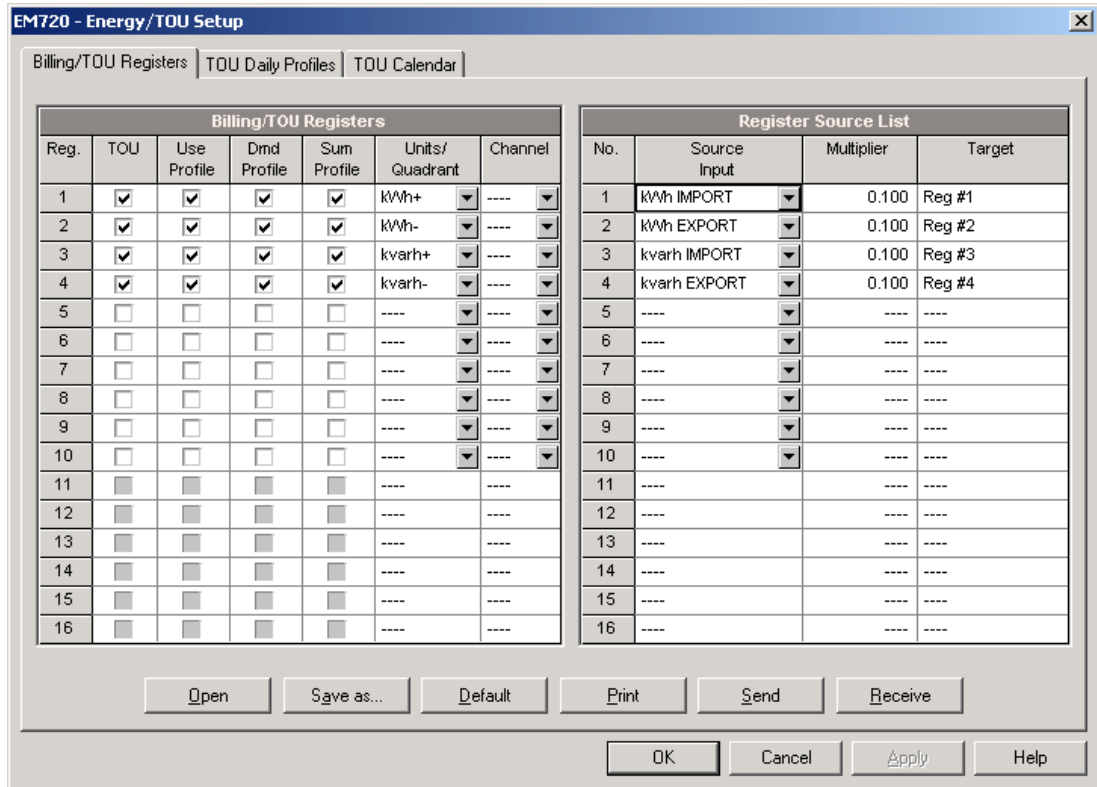 EM720 - Energy/TOU Setup
Billing/TOU Registers TOU Daily Profiles TOU Calendar
Billing/TOU Registers Register Source List
Reg. TOU Use Profile Dmd Profile Sum Profile Units/ Quadrant Channel No. Source Input Multiplier Target
1 kWh+ ---- 1 kWh IMPORT 0.100 Reg #1
2 kWh- ---- 2 kWh EXPORT 0.100 Reg #2
3 kvarh+ ---- 3 kvarh IMPORT 0.100 Reg #3
4 kvarh- ---- 4 kvarh EXPORT 0.100 Reg #4
5 ---- ---- 5 ---- ---- ----
6 ---- ---- 6 ---- ---- ----
7 ---- ---- 7 ---- ---- ----
8 ---- ---- 8 ---- ---- ----
9 ---- ---- 9 ---- ---- ----
10 ---- ---- 10 ---- ---- ----
11 ---- ---- 11 ---- ---- ----
12 ---- ---- 12 ---- ---- ----
13 ---- ---- 13 ---- ---- ----
14 ---- ---- 14 ---- ---- ----
15 ---- ---- 15 ---- ---- ----
16 ---- ---- 16 ---- ---- ----
Open Save as... Default Print Send Receive
OK Cancel Apply Help